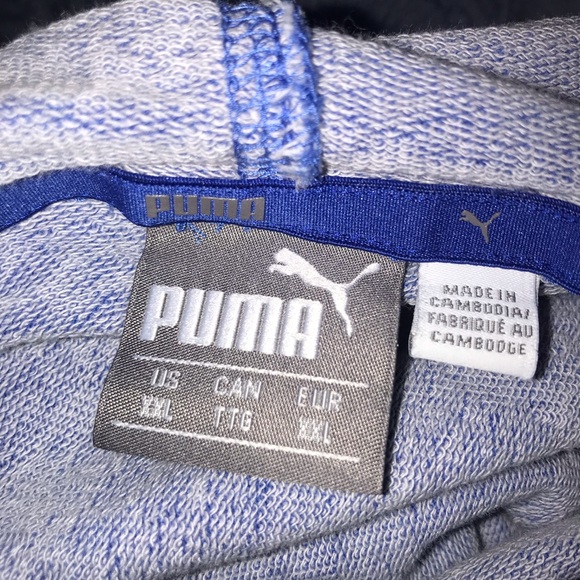 PUMA
PUMA
US CAN EUR
XXL TTG XXL
MADE IN
CAMBODIA/
FABRIQUÉ AU
CAMBODGE